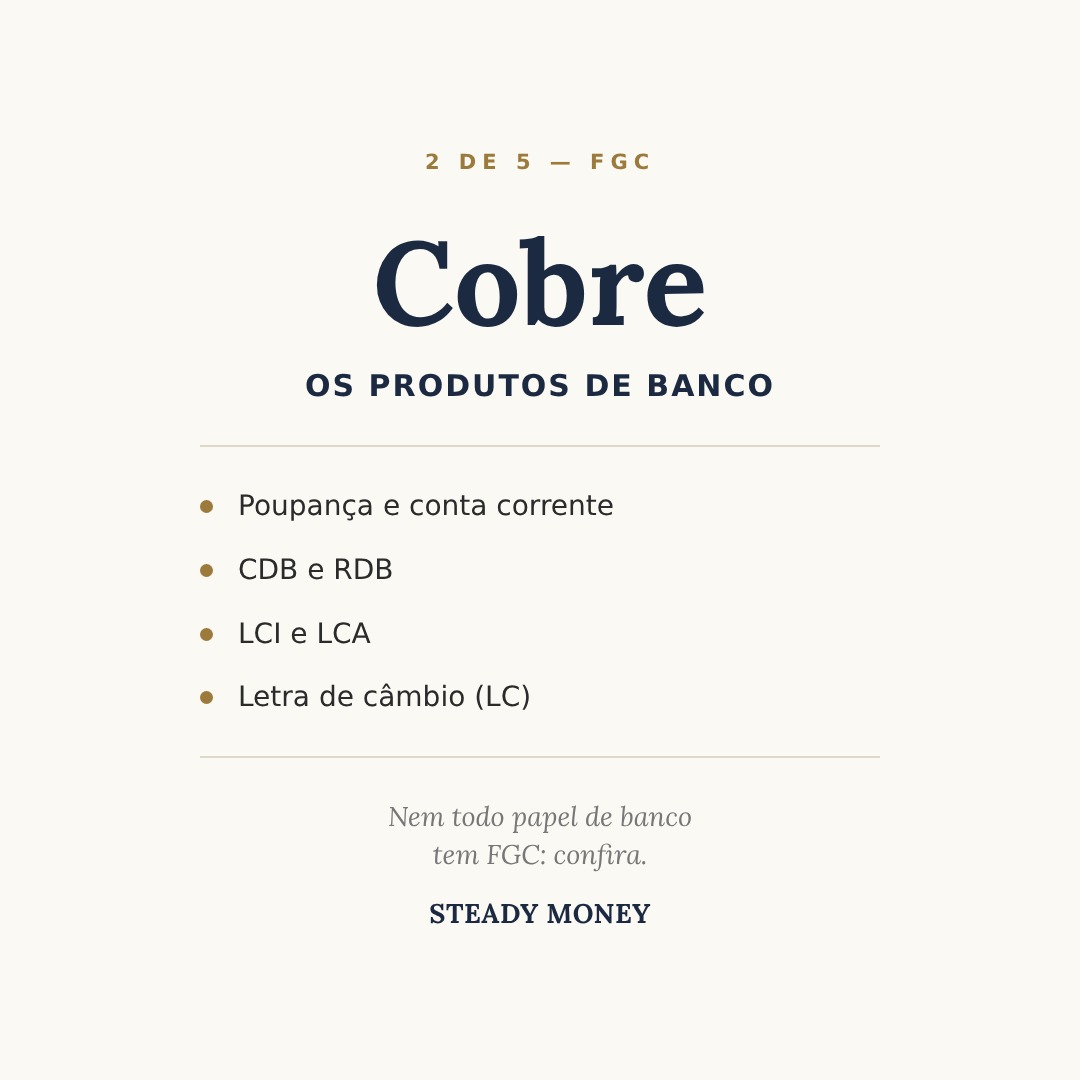 2 DE 5 — FGC
Cobre
OS PRODUTOS DE BANCO
Poupança e conta corrente
CDB e RDB
LCI e LCA
Letra de câmbio (LC)
Nem todo papel de banco
tem FGC: confira.
STEADY MONEY